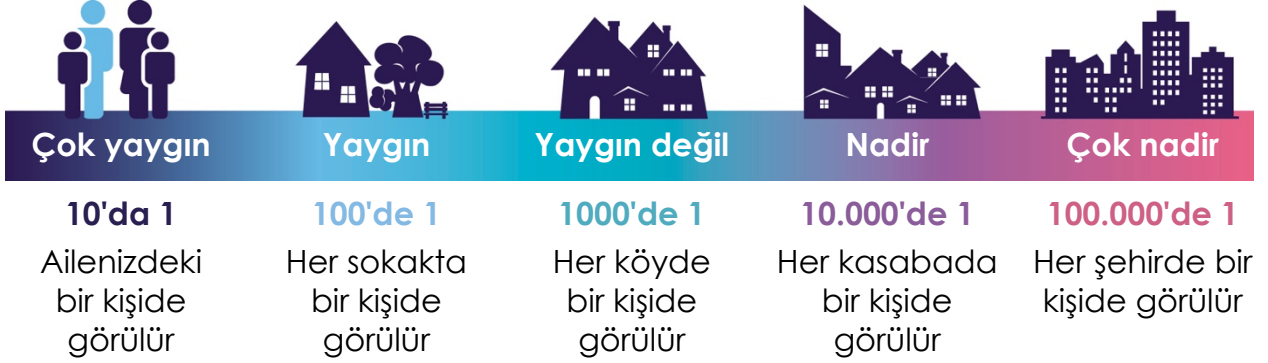 Çok yaygın
Yaygın
Yaygın değil
Nadir
Çok nadir
10'da 1
100'de 1
1000'de 1
10.000'de 1
100.000'de 1
Ailenizdeki
bir kişide
görülür
Her sokakta
bir kişide
görülür
Her köyde
bir kişide
görülür
Her kasabada
bir kişide
görülür
Her şehirde bir
kişide görülür